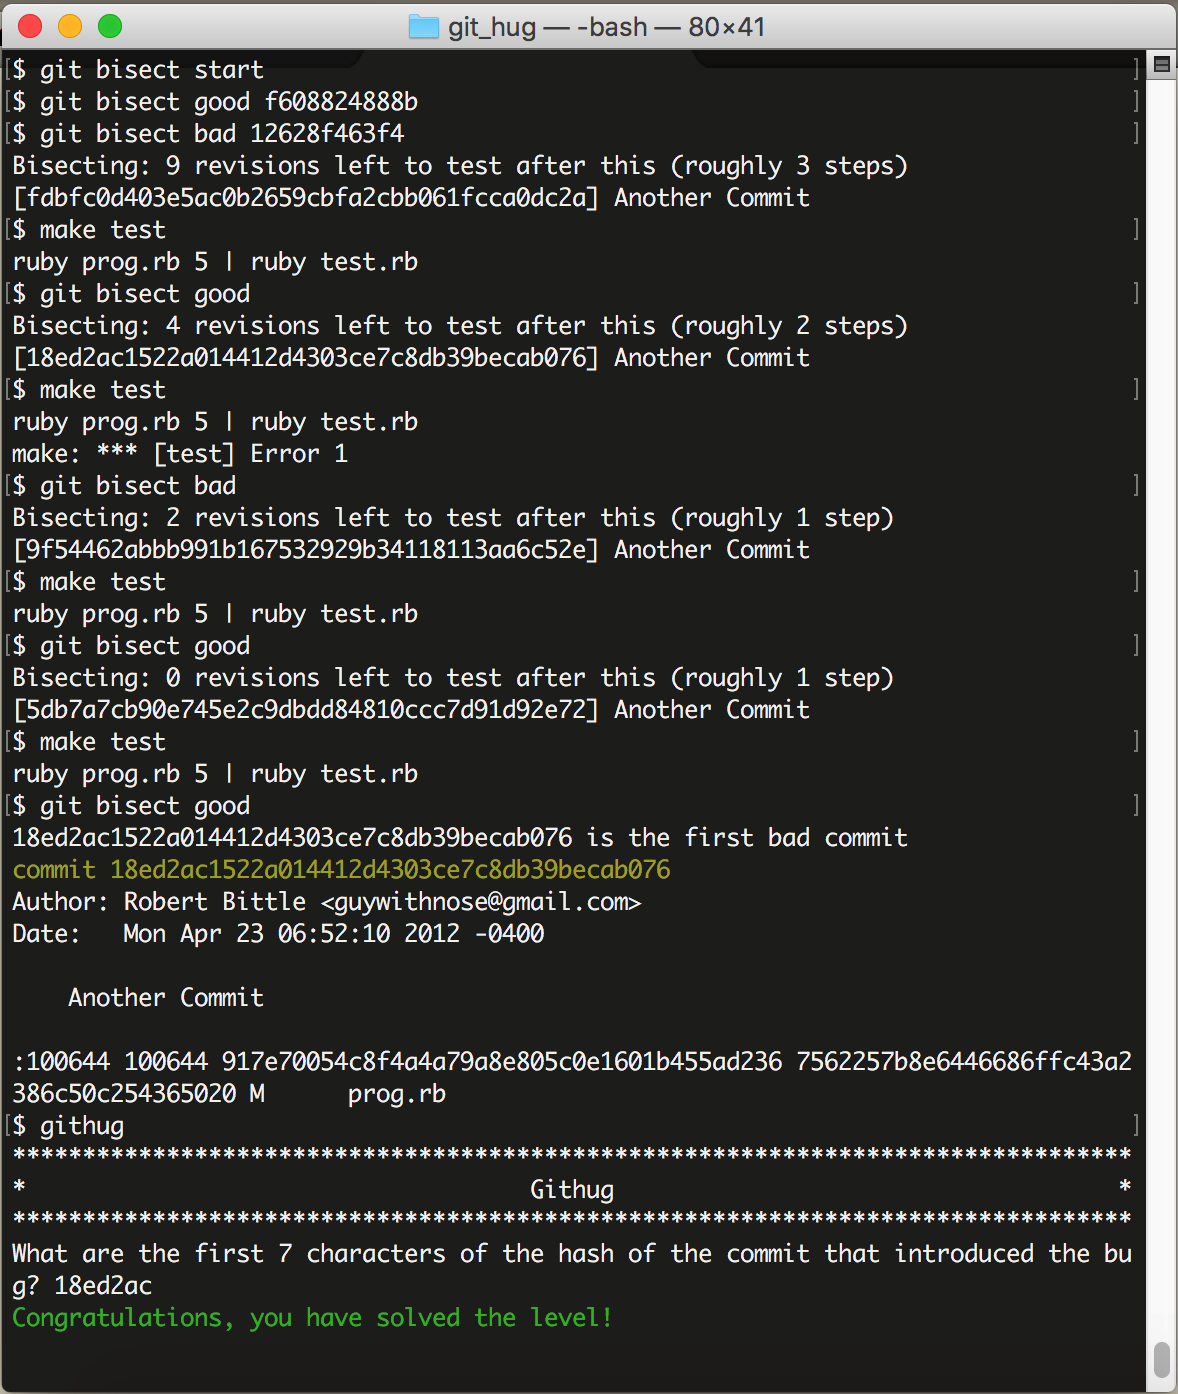 git_hug — -bash — 80×41
$ git bisect start
$ git bisect good f608824888b
$ git bisect bad 12628f463f4
Bisecting: 9 revisions left to test after this (roughly 3 steps)
[fdbfc0d403e5ac0b2659cbfa2cbb061fcca0dc2a] Another Commit
$ make test
ruby prog.rb 5 | ruby test.rb
$ git bisect good
Bisecting: 4 revisions left to test after this (roughly 2 steps)
[18ed2ac1522a014412d4303ce7c8db39becab076] Another Commit
$ make test
ruby prog.rb 5 | ruby test.rb
make: *** [test] Error 1
$ git bisect bad
Bisecting: 2 revisions left to test after this (roughly 1 step)
[9f54462abbb991b167532929b34118113aa6c52e] Another Commit
$ make test
ruby prog.rb 5 | ruby test.rb
$ git bisect good
Bisecting: 0 revisions left to test after this (roughly 1 step)
[5db7a7cb90e745e2c9dbdd84810ccc7d91d92e72] Another Commit
$ make test
ruby prog.rb 5 | ruby test.rb
$ git bisect good
18ed2ac1522a014412d4303ce7c8db39becab076 is the first bad commit
commit 18ed2ac1522a014412d4303ce7c8db39becab076
Author: Robert Bittle <guywithnose@gmail.com>
Date:   Mon Apr 23 06:52:10 2012 -0400
    Another Commit
:100644 100644 917e70054c8f4a4a79a8e805c0e1601b455ad236 7562257b8e6446686ffc43a2
386c50c254365020 M      prog.rb
$ githug
********************************************************************************
*                                    Githug                                    *
********************************************************************************
What are the first 7 characters of the hash of the commit that introduced the bu
g? 18ed2ac
Congratulations, you have solved the level!